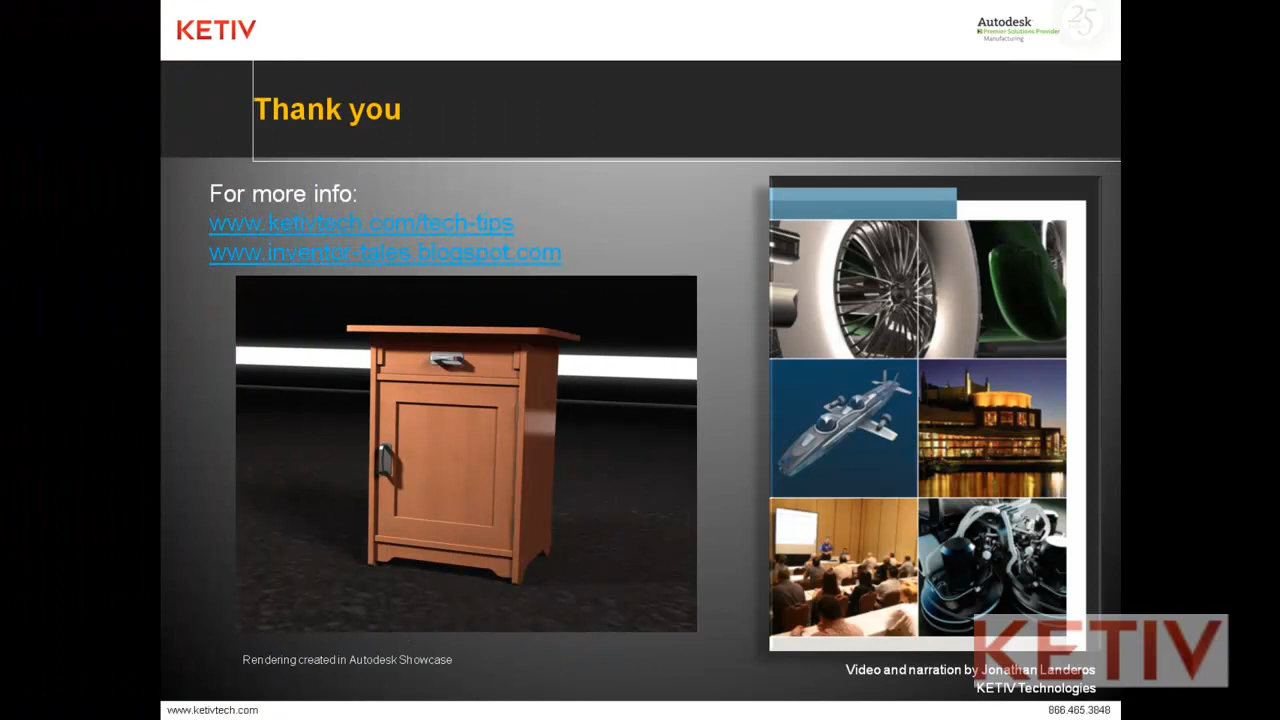 KETIV
Autodesk
Premier Solutions Provider
Manufacturing
25
Thank you
For more info:
www.ketivtech.com/tech-tips
www.inventor-tales.blogspot.com
Rendering created in Autodesk Showcase
Video and narration by Jonathan Landeros
KETIV Technologies
KETIV
www.ketivtech.com
866.465.3848